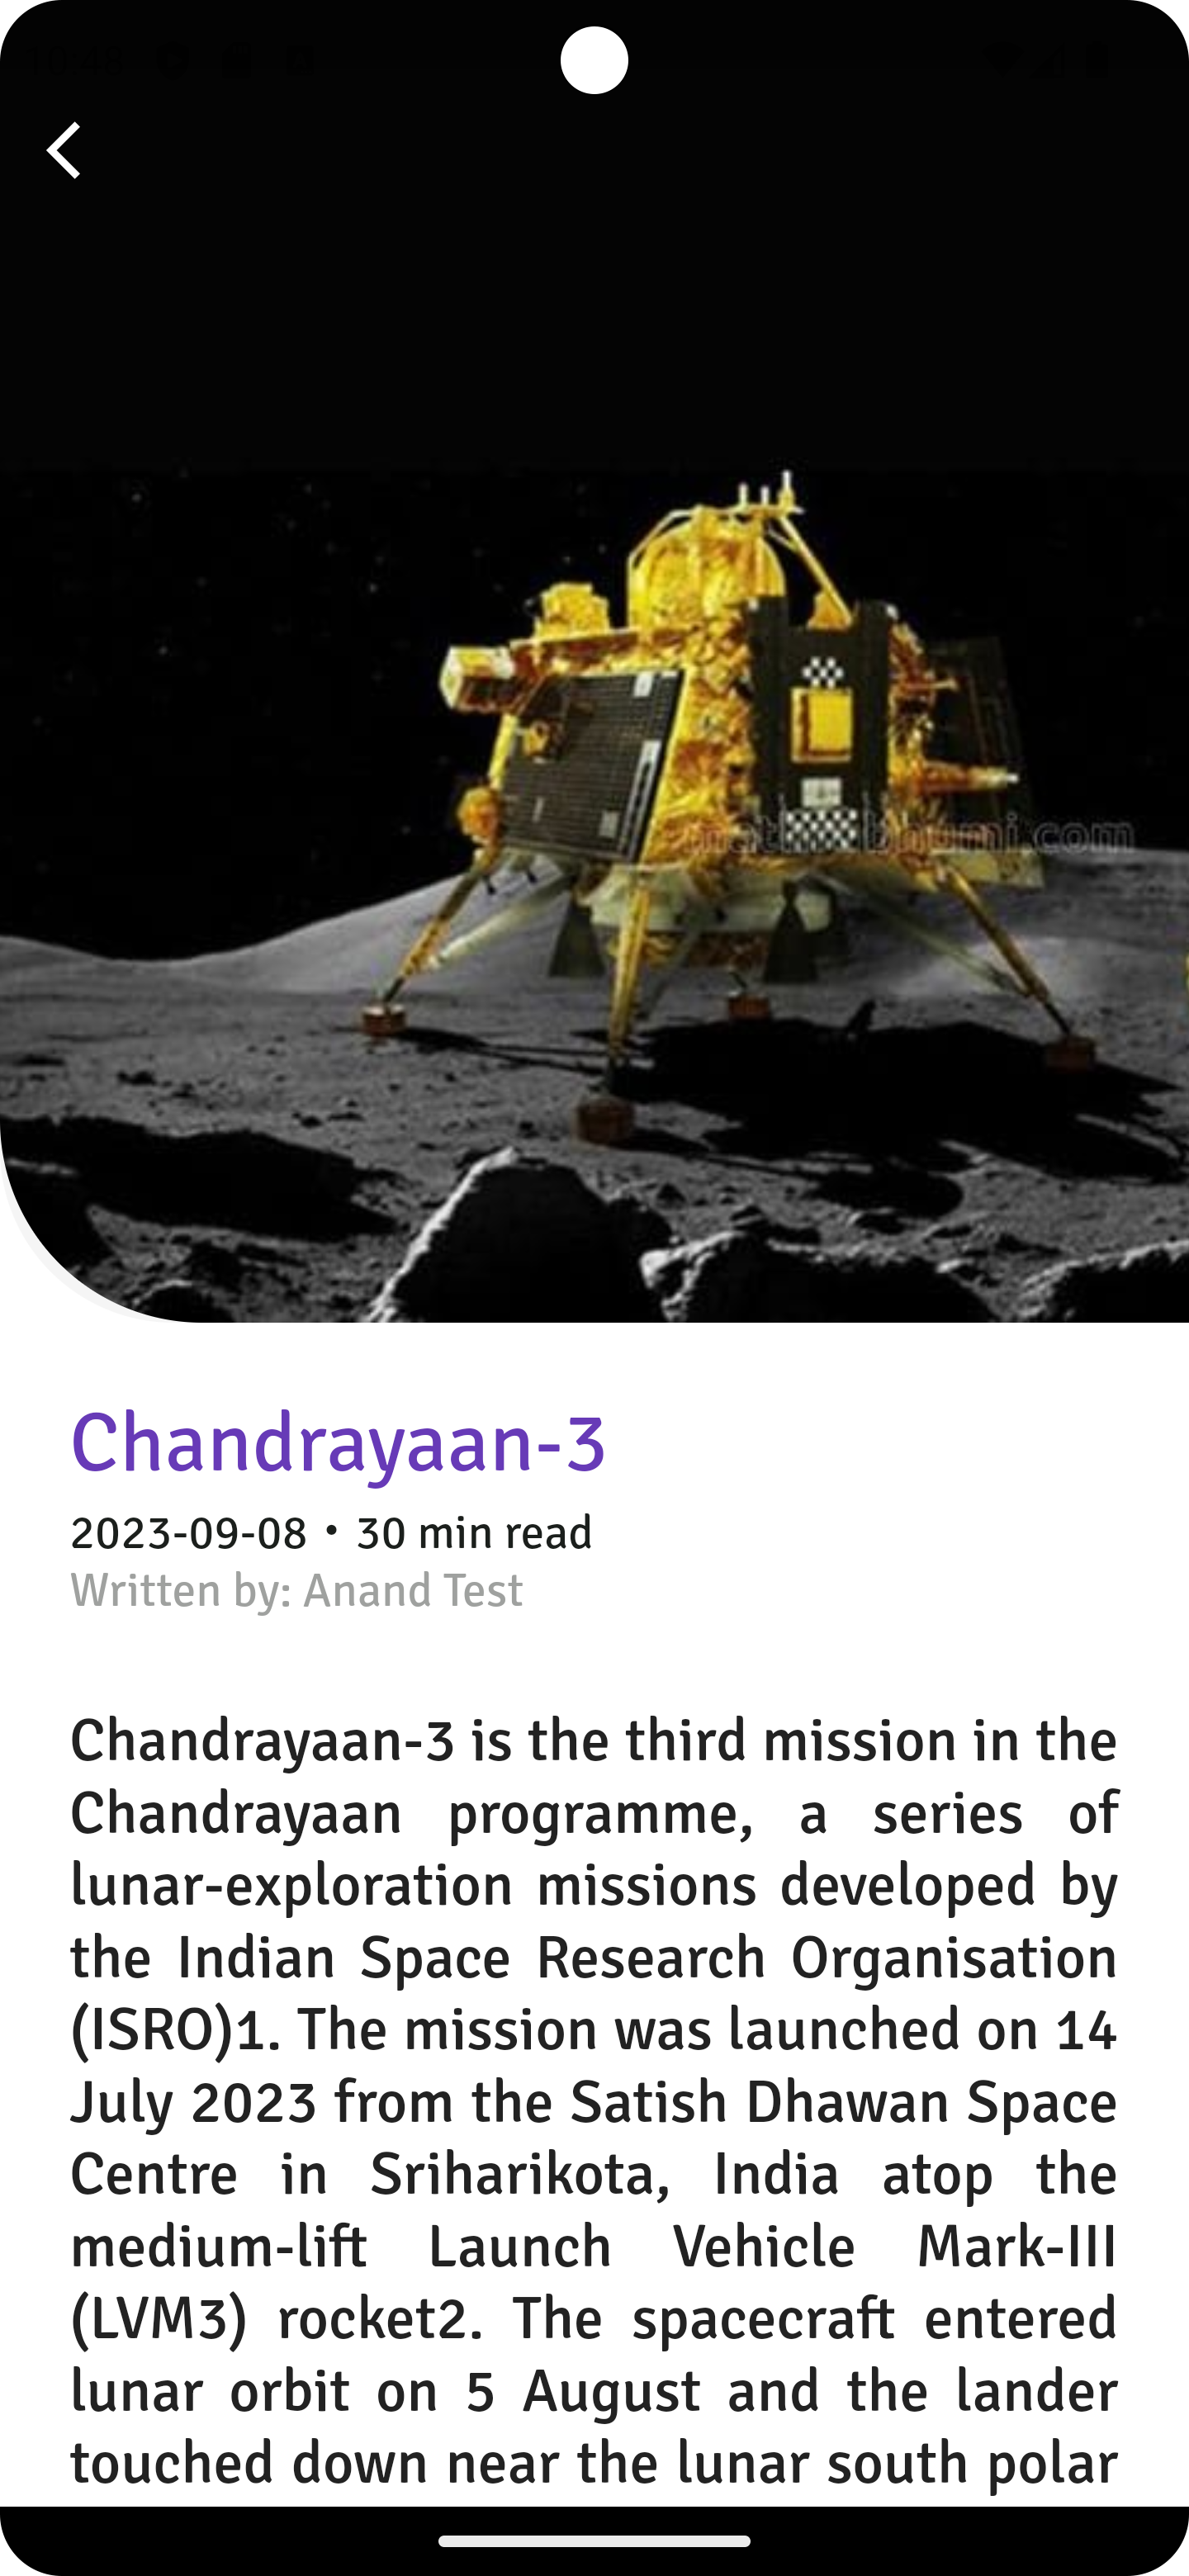 Chandrayaan-3
2023-09-08 • 30 min read
Written by: Anand Test
Chandrayaan-3 is the third mission in the
Chandrayaan programme, a series of
lunar-exploration missions developed by
the Indian Space Research Organisation
(ISRO)1. The mission was launched on 14
July 2023 from the Satish Dhawan Space
Centre in Sriharikota, India atop the
medium-lift Launch Vehicle Mark-III
(LVM3) rocket2. The spacecraft entered
lunar orbit on 5 August and the lander
touched down near the lunar south polar